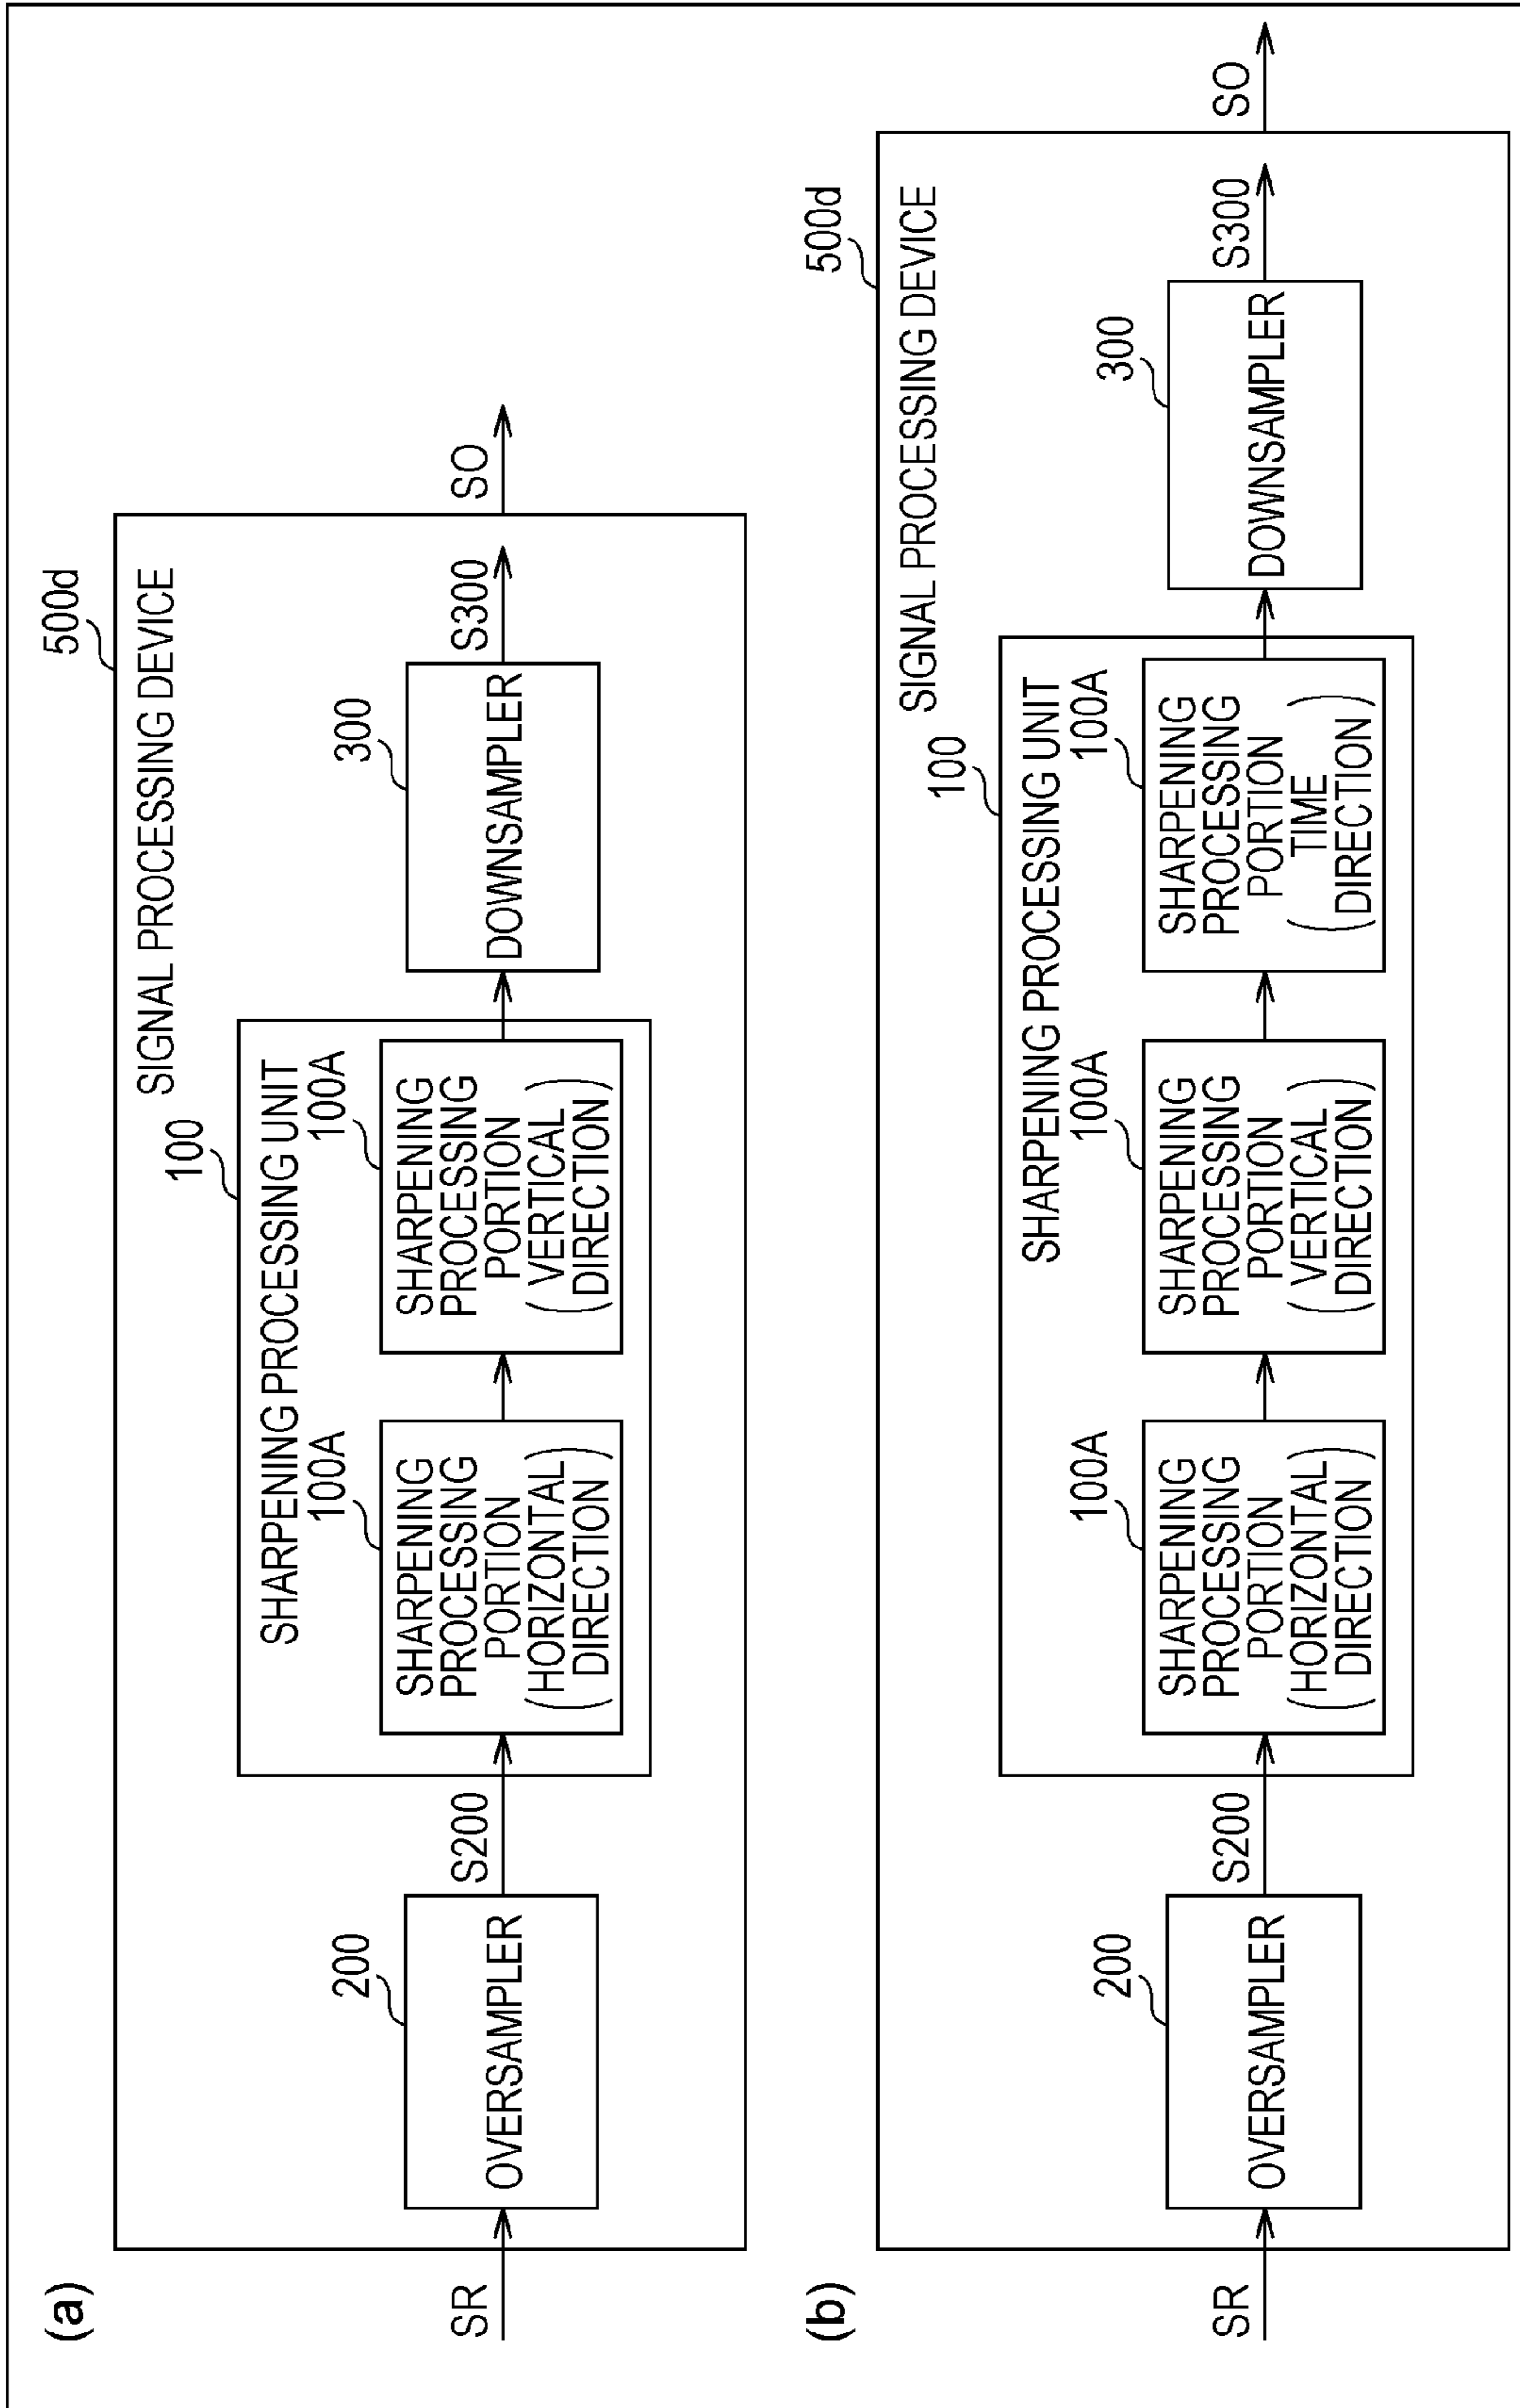 (a)
500d
SIGNAL PROCESSING DEVICE
100
SHARPENING PROCESSING UNIT
200
100A
100A
300
SR
OVERSAMPLER
S200
SHARPENING
PROCESSING
PORTION
(HORIZONTAL
DIRECTION)
SHARPENING
PROCESSING
PORTION
(VERTICAL
DIRECTION)
DOWNSAMPLER
S300
SO
(b)
500d
SIGNAL PROCESSING DEVICE
100
SHARPENING PROCESSING UNIT
200
100A
100A
100A
300
SR
OVERSAMPLER
S200
SHARPENING
PROCESSING
PORTION
(HORIZONTAL
DIRECTION)
SHARPENING
PROCESSING
PORTION
(VERTICAL
DIRECTION)
SHARPENING
PROCESSING
PORTION
(TIME
DIRECTION)
DOWNSAMPLER
S300
SO